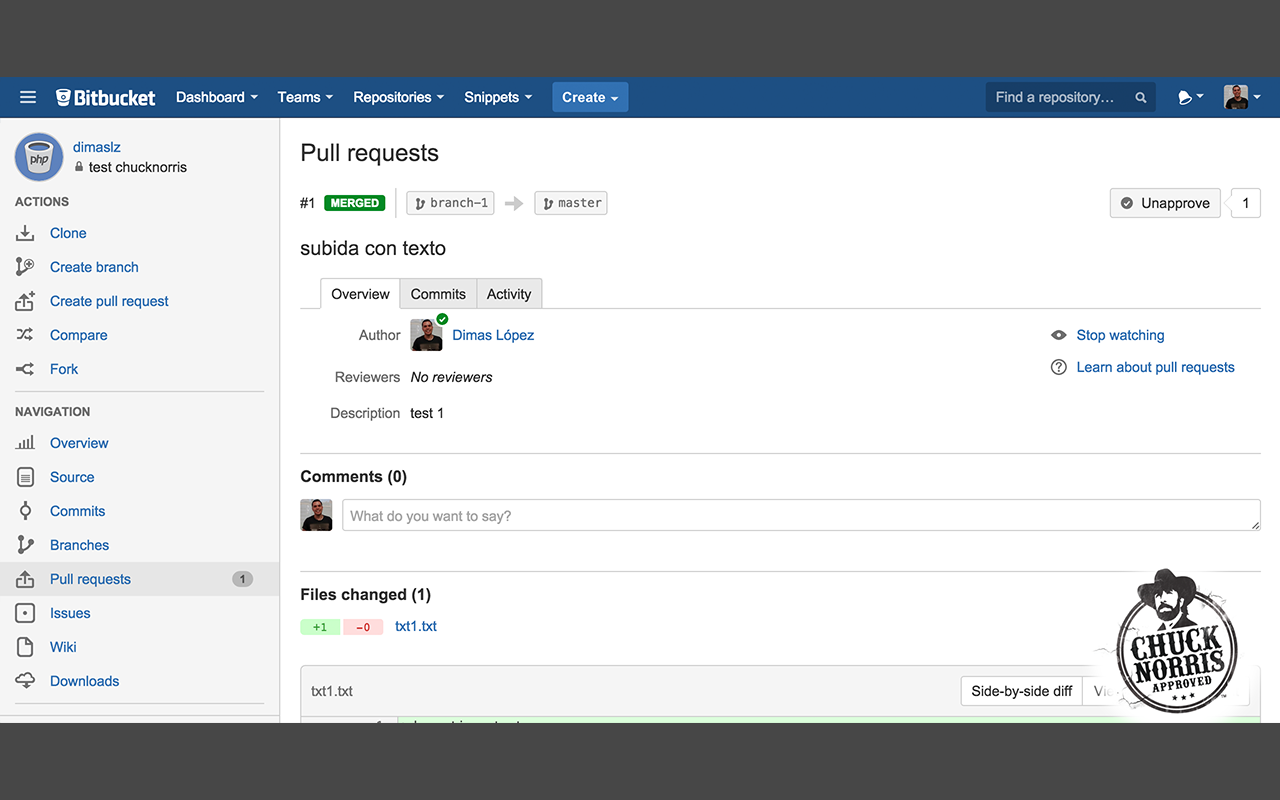 Bitbucket Dashboard Teams Repositories Snippets Create Find a repository...
php
dimaslz
test chucknorris
ACTIONS
Clone
Create branch
Create pull request
Compare
Fork
NAVIGATION
Overview
Source
Commits
Branches
Pull requests 1
Issues
Wiki
Downloads
Pull requests
#1 MERGED branch-1 master Unapprove 1
subida con texto
Overview Commits Activity
Author Dimas López
Stop watching
Reviewers No reviewers
Learn about pull requests
Description test 1
Comments (0)
What do you want to say?
Files changed (1)
+1 -0 txt1.txt
txt1.txt Side-by-side diff
CHUCK
NORRIS
APPROVED